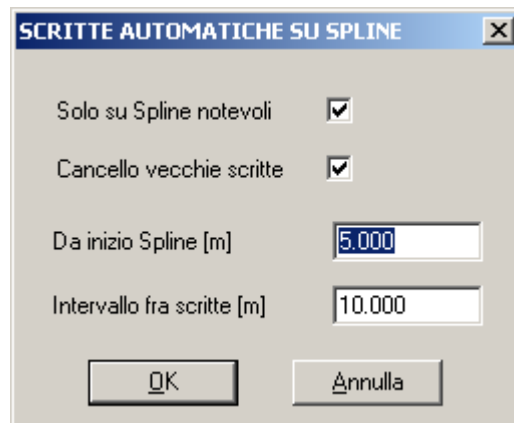 SCRITTE AUTOMATICHE SU SPLINE
Solo su Spline notevoli
Cancello vecchie scritte
Da inizio Spline [m] 5.000
Intervallo fra scritte [m] 10.000
OK Annulla